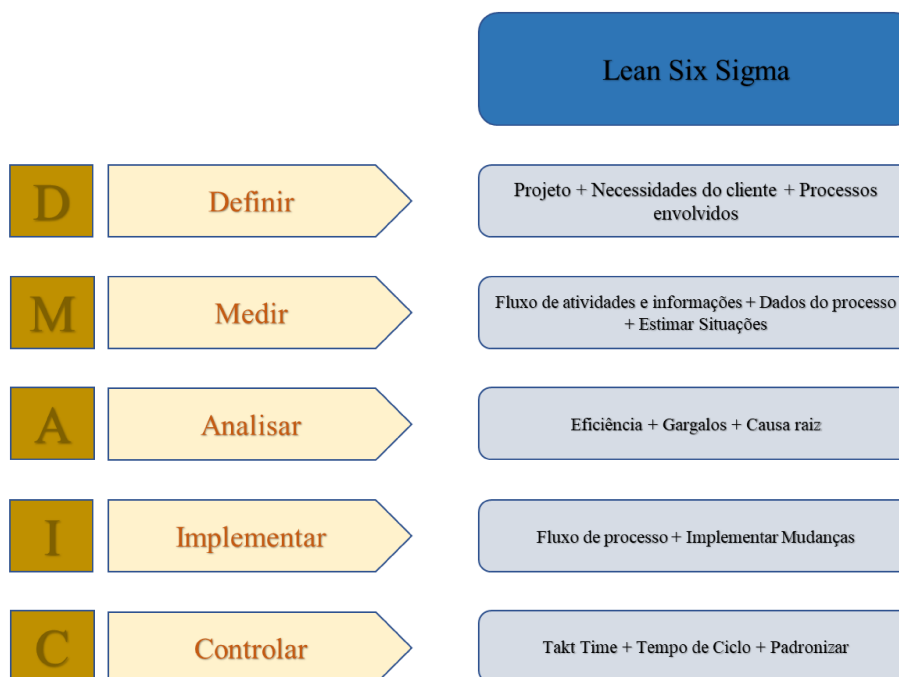 Lean Six Sigma
D
Definir
Projeto + Necessidades do cliente + Processos
envolvidos
M
Medir
Fluxo de atividades e informações + Dados do processo
+ Estimar Situações
A
Analisar
Eficiência + Gargalos + Causa raiz
I
Implementar
Fluxo de processo + Implementar Mudanças
C
Controlar
Takt Time + Tempo de Ciclo + Padronizar